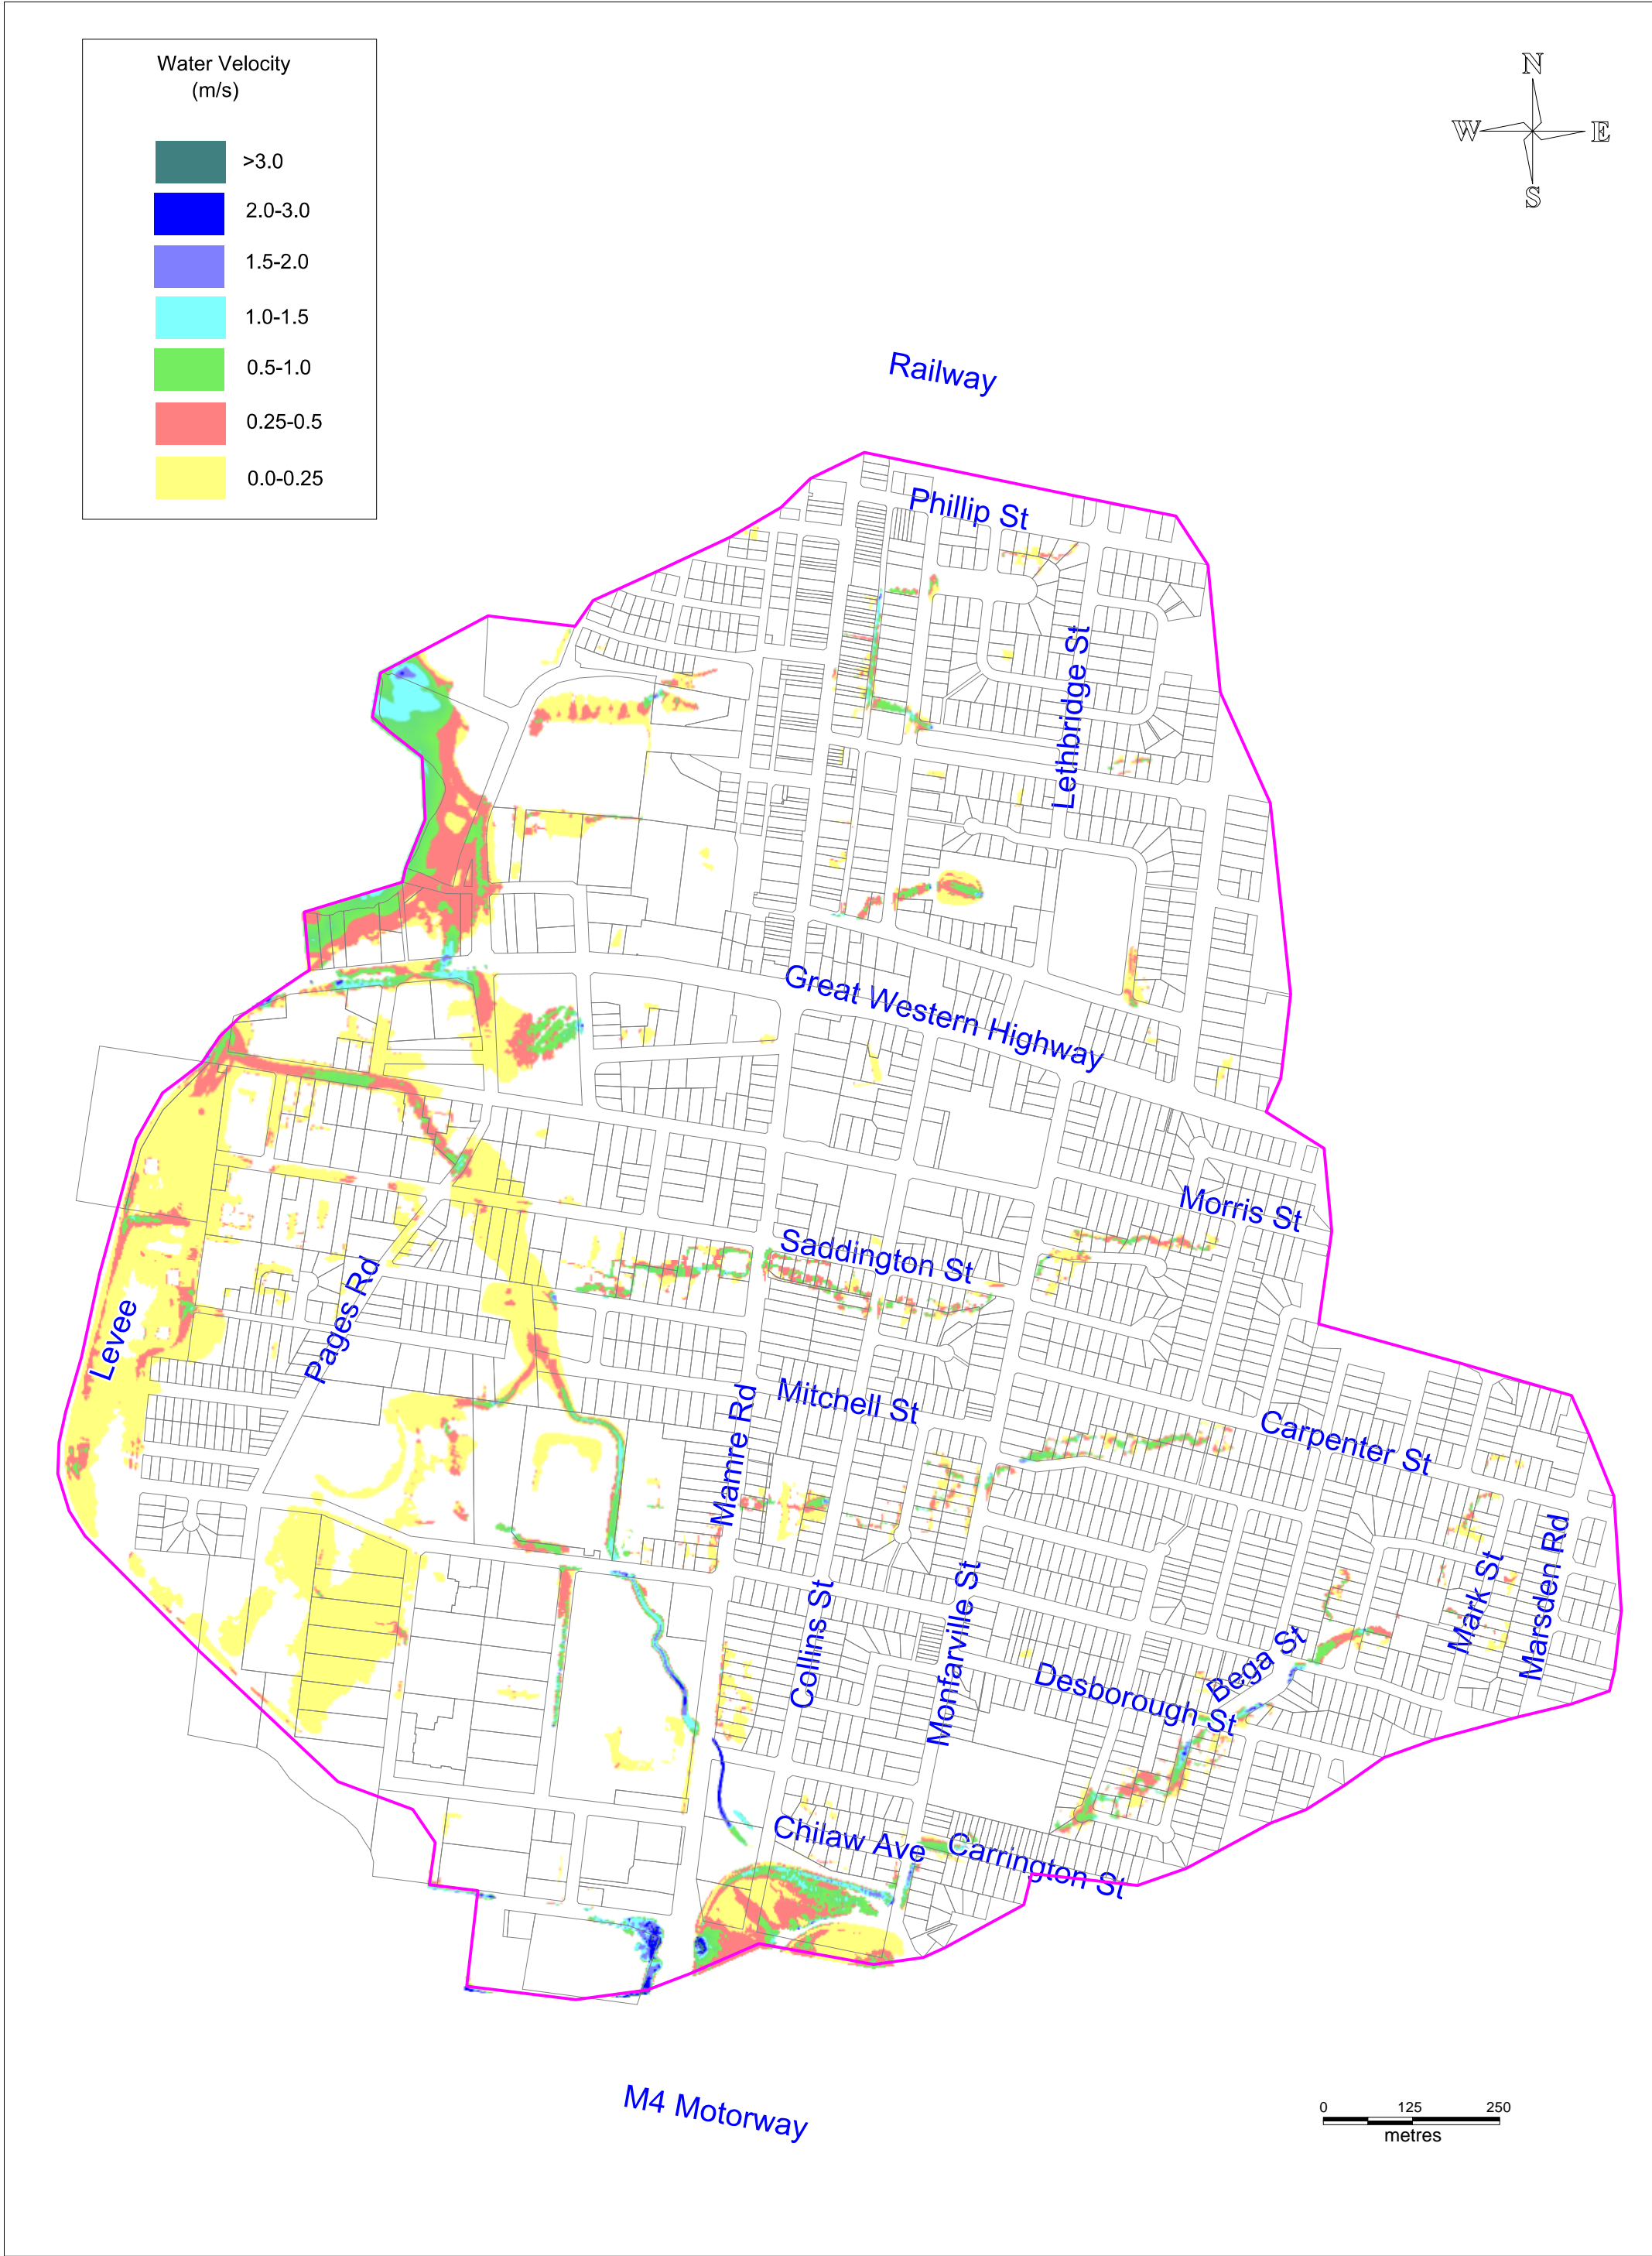 Water Velocity
(m/s)
>3.0
2.0-3.0
1.5-2.0
1.0-1.5
0.5-1.0
0.25-0.5
0.0-0.25
N
W E
S
Railway
Phillip St
Lethbridge St
Great Western Highway
Morris St
Saddington St
Levee
Pages Rd
Mitchell St
Mamre Rd
Carpenter St
Collins St
Monfarville St
Desborough St
Bega St
Mark St
Marsden Rd
Chilaw Ave
Carrington St
M4 Motorway
0 125 250
metres